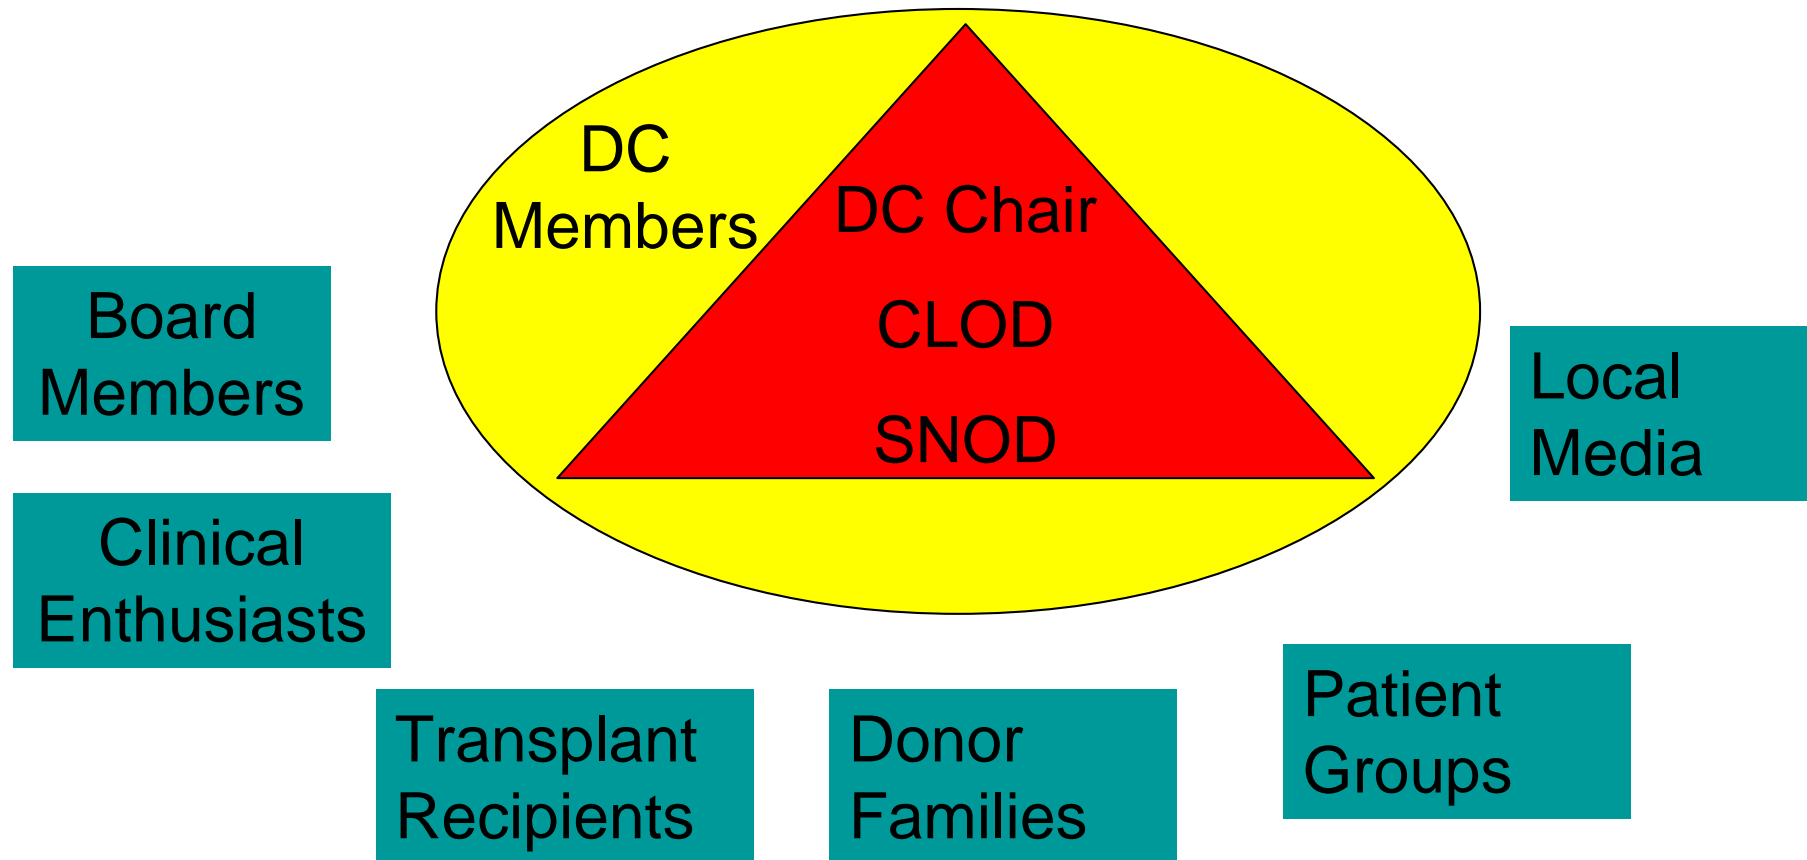 DC
Members
DC Chair
CLOD
SNOD
Board
Members
Clinical
Enthusiasts
Local
Media
Transplant
Recipients
Donor
Families
Patient
Groups